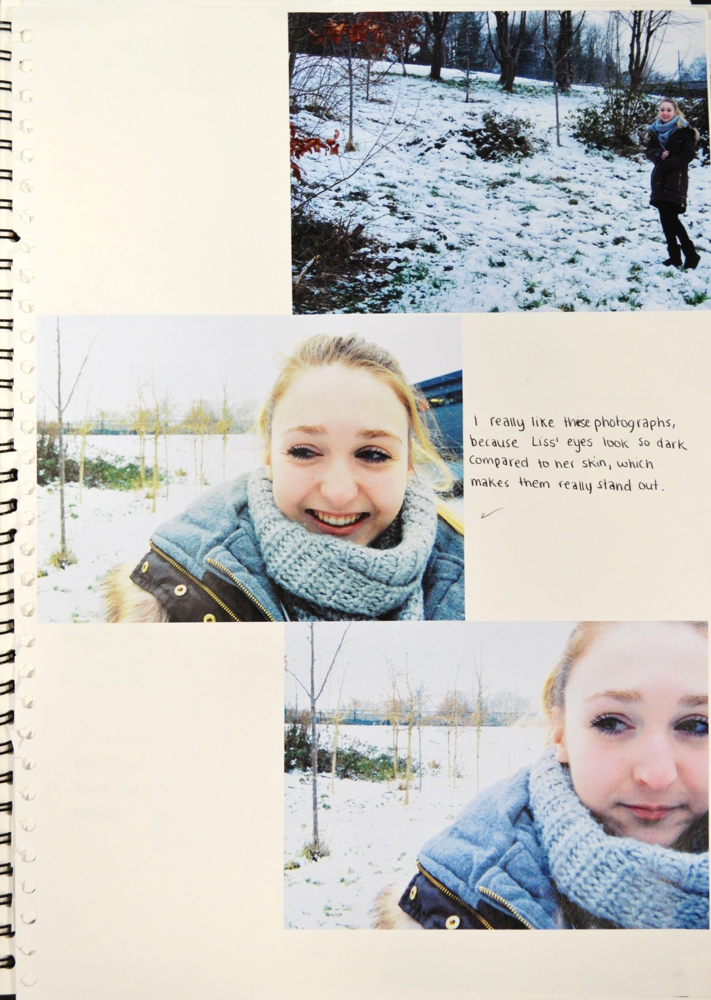 I really like these photographs,
because Liss' eyes look so dark
compared to her skin, which
makes them really stand out.